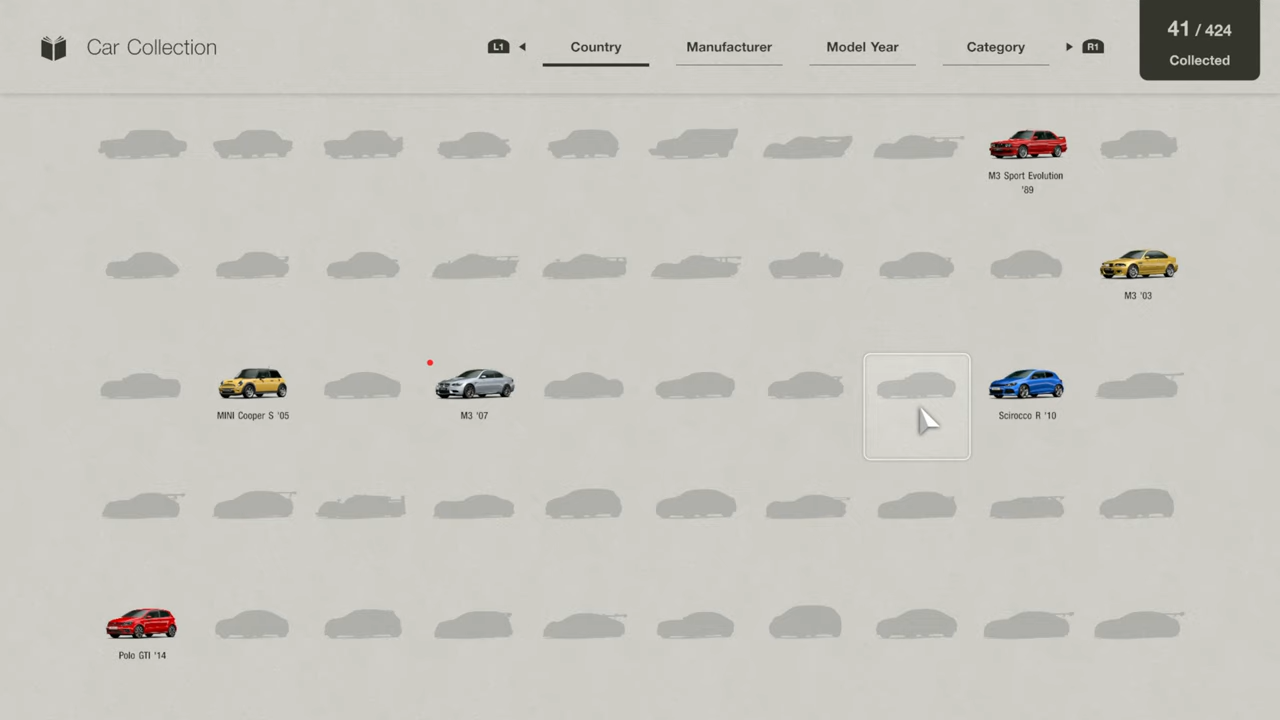 Car Collection
L1
Country
Manufacturer
Model Year
Category
R1
41 / 424
Collected
M3 Sport Evolution
'89
M3 '03
MINI Cooper S '05
M3 '07
Scirocco R '10
Polo GTI '14